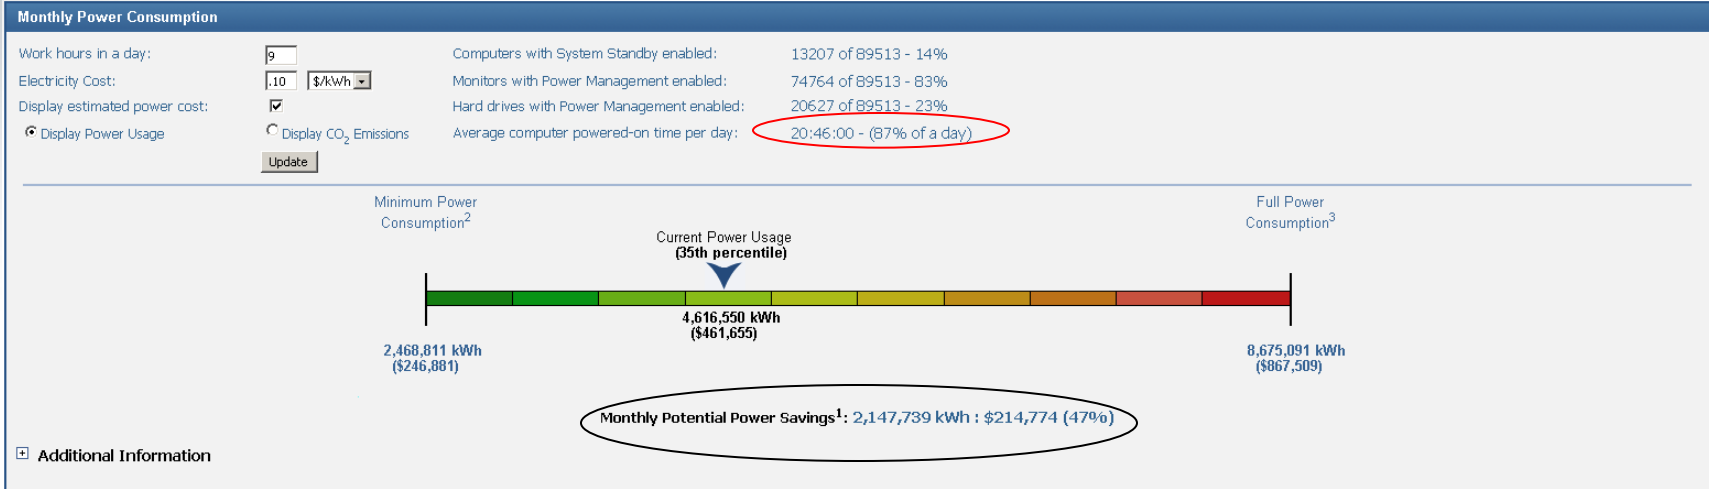 Monthly Power Consumption
Work hours in a day: 9 Computers with System Standby enabled: 13207 of 89513 - 14%
Electricity Cost: .10 $/kWh Monitors with Power Management enabled: 74764 of 89513 - 83%
Display estimated power cost: Hard drives with Power Management enabled: 20627 of 89513 - 23%
Display Power Usage Display CO2 Emissions Average computer powered-on time per day: 20:46:00 - (87% of a day)
Update
Minimum Power
Consumption2
Full Power
Consumption3
Current Power Usage
(35th percentile)
4,616,550 kWh
($461,655)
2,468,811 kWh
($246,881)
8,675,091 kWh
($867,509)
Monthly Potential Power Savings1: 2,147,739 kWh : $214,774 (47%)
Additional Information